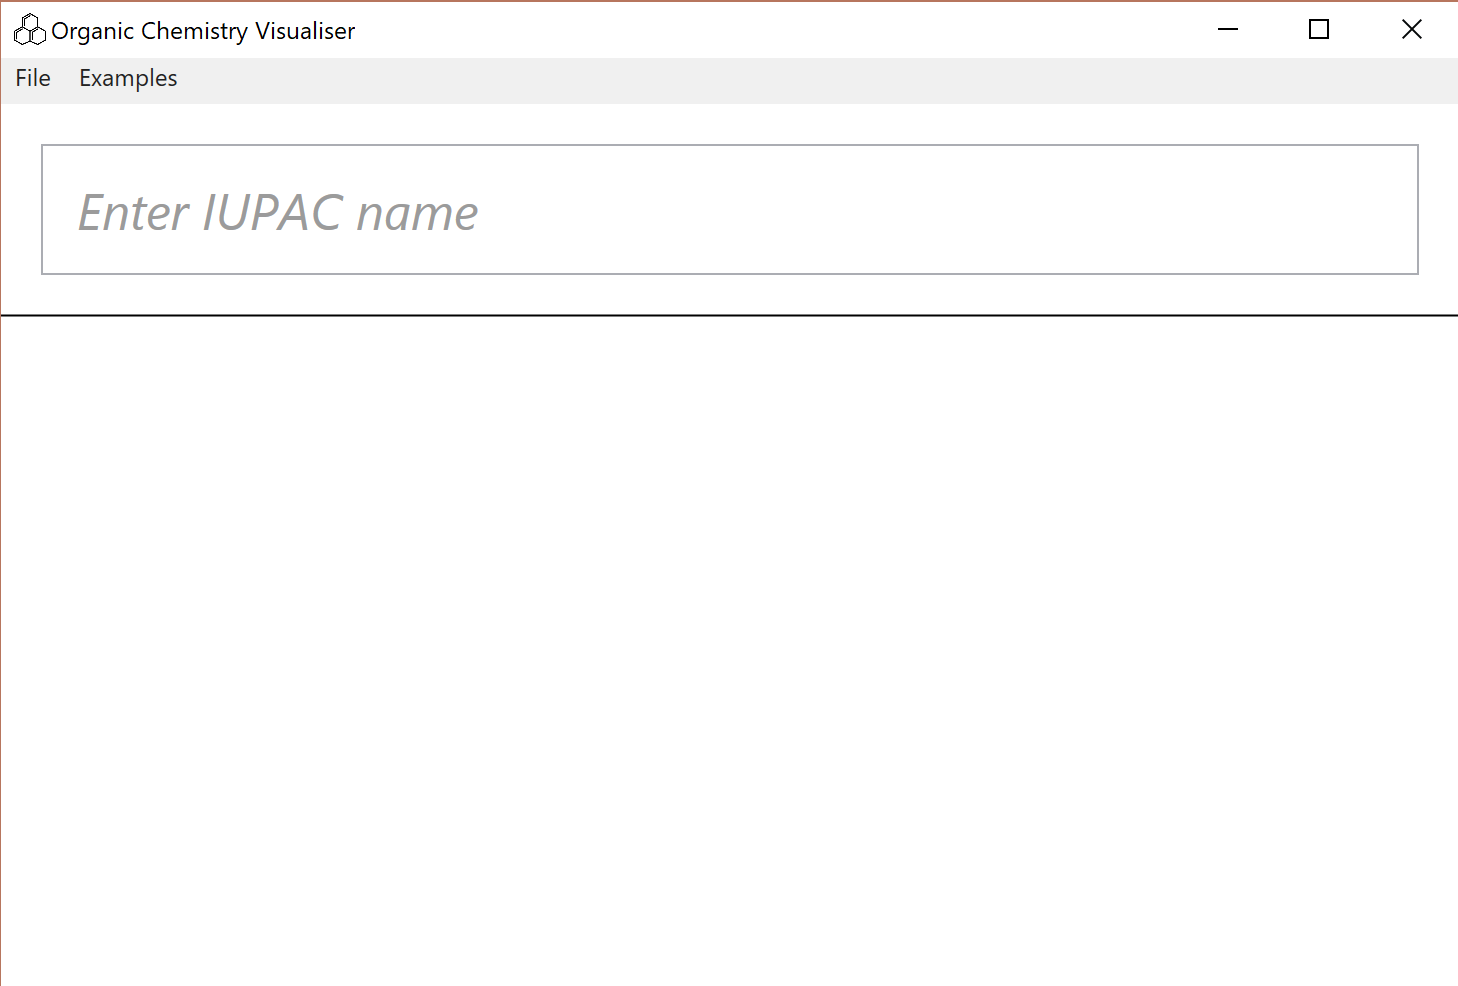 Organic Chemistry Visualiser
File Examples
Enter IUPAC name